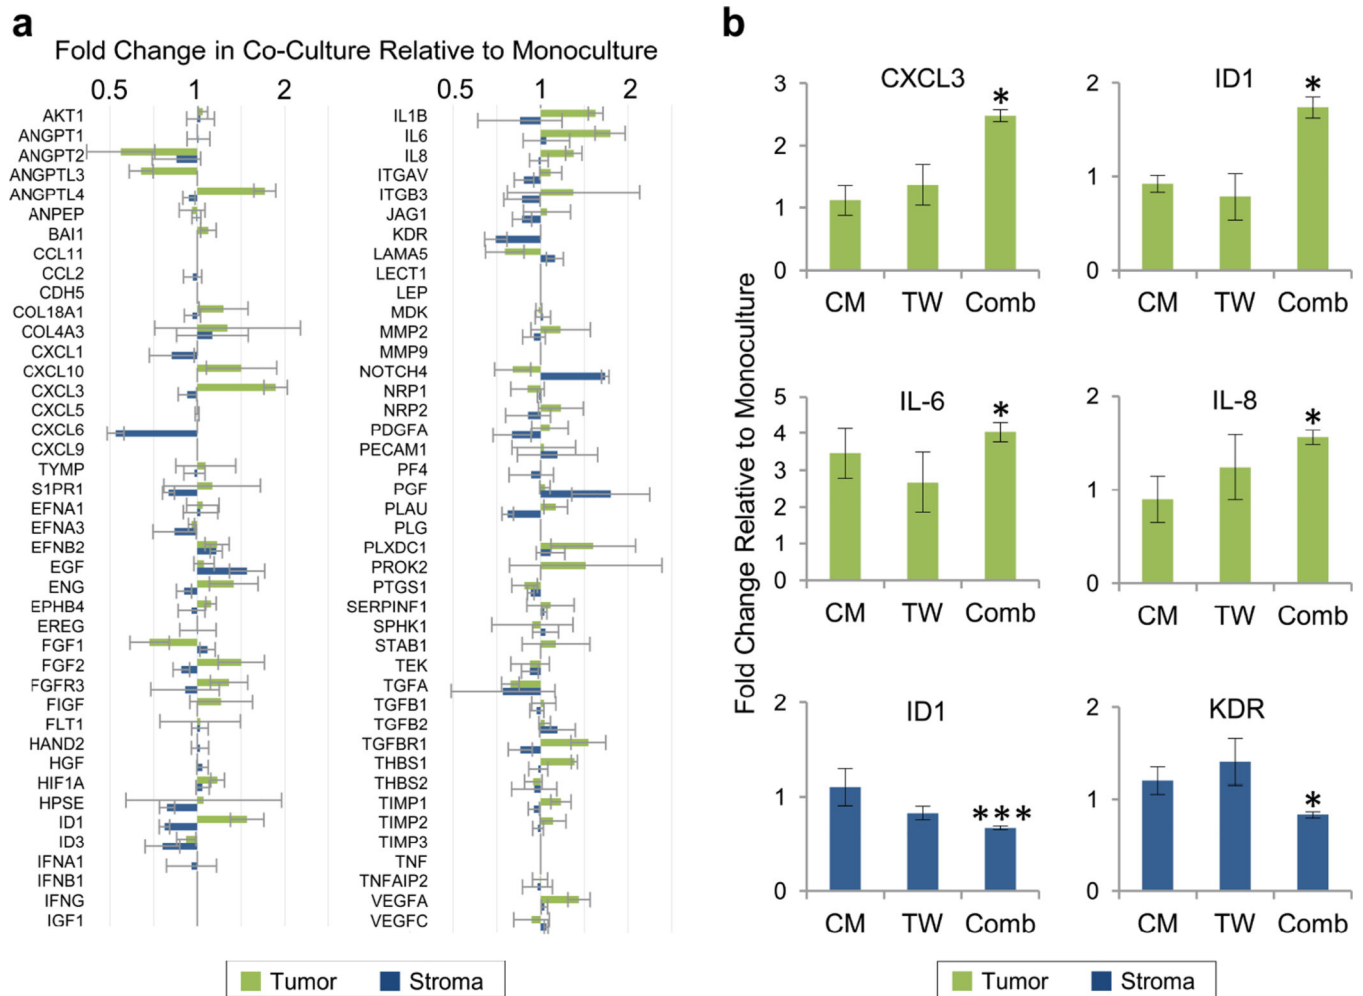 a
Fold Change in Co-Culture Relative to Monoculture
0.5 1 2
AKT1
ANGPT1
ANGPT2
ANGPTL3
ANGPTL4
ANPEP
BAI1
CCL11
CCL2
CDH5
COL18A1
COL4A3
CXCL1
CXCL10
CXCL3
CXCL5
CXCL6
CXCL9
TYMP
S1PR1
EFNA1
EFNA3
EFNB2
EGF
ENG
EPHB4
EREG
FGF1
FGF2
FGFR3
FIGF
FLT1
HAND2
HGF
HIF1A
HPSE
ID1
ID3
IFNA1
IFNB1
IFNG
IGF1
0.5 1 2
IL1B
IL6
IL8
ITGAV
ITGB3
JAG1
KDR
LAMA5
LECT1
LEP
MDK
MMP2
MMP9
NOTCH4
NRP1
NRP2
PDGFA
PECAM1
PF4
PGF
PLAU
PLG
PLXDC1
PROK2
PTGS1
SERPINF1
SPHK1
STAB1
TEK
TGFA
TGFB1
TGFB2
TGFBR1
THBS1
THBS2
TIMP1
TIMP2
TIMP3
TNF
TNFAIP2
VEGFA
VEGFC
Tumor Stroma
b
Fold Change Relative to Monoculture
CXCL3
3
2
1
0
*
CM TW Comb
ID1
2
1
0
*
CM TW Comb
IL-6
5
4
3
2
1
0
*
CM TW Comb
IL-8
2
1
0
*
CM TW Comb
ID1
2
1
0
***
CM TW Comb
KDR
2
1
0
*
CM TW Comb
Tumor Stroma